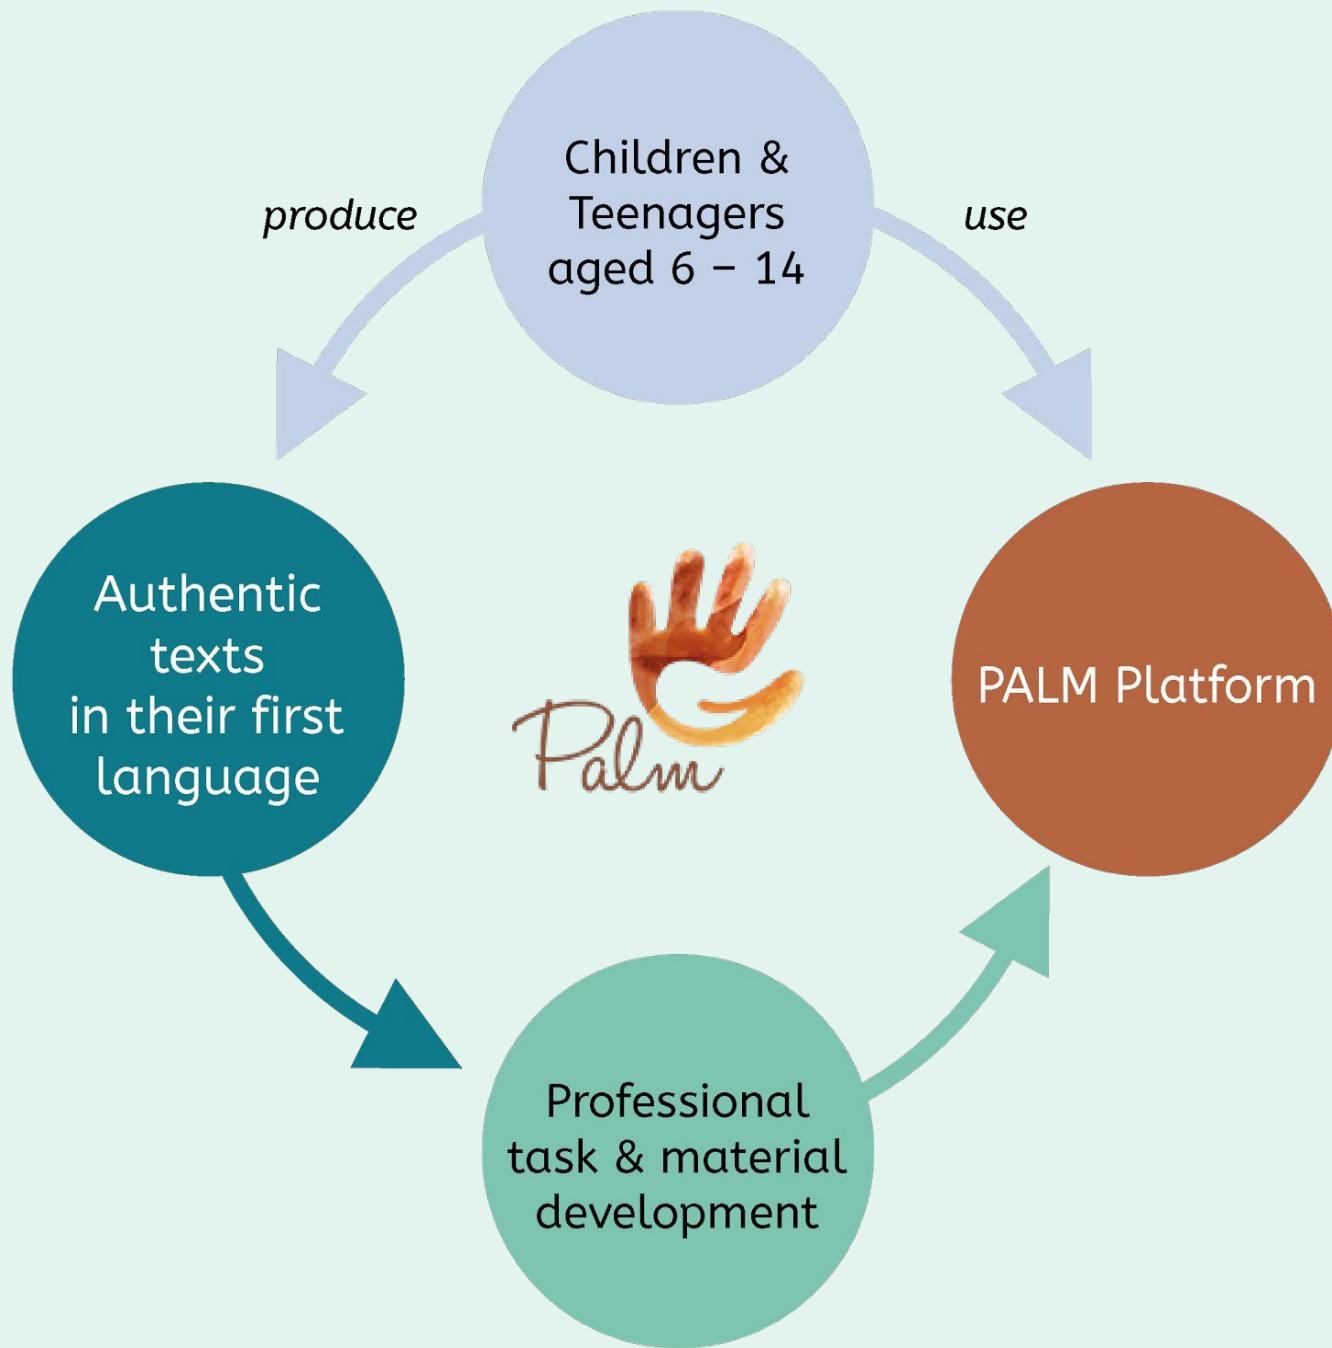 Children &
Teenagers
aged 6 – 14
produce
use
Authentic
texts
in their first
language
Palm
PALM Platform
Professional
task & material
development